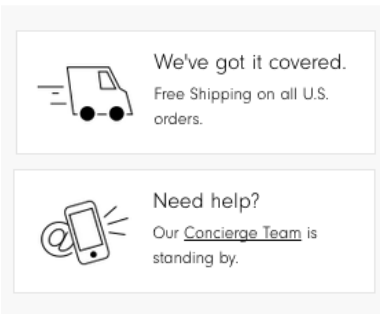 We've got it covered.
Free Shipping on all U.S.
orders.
Need help?
Our Concierge Team is
standing by.